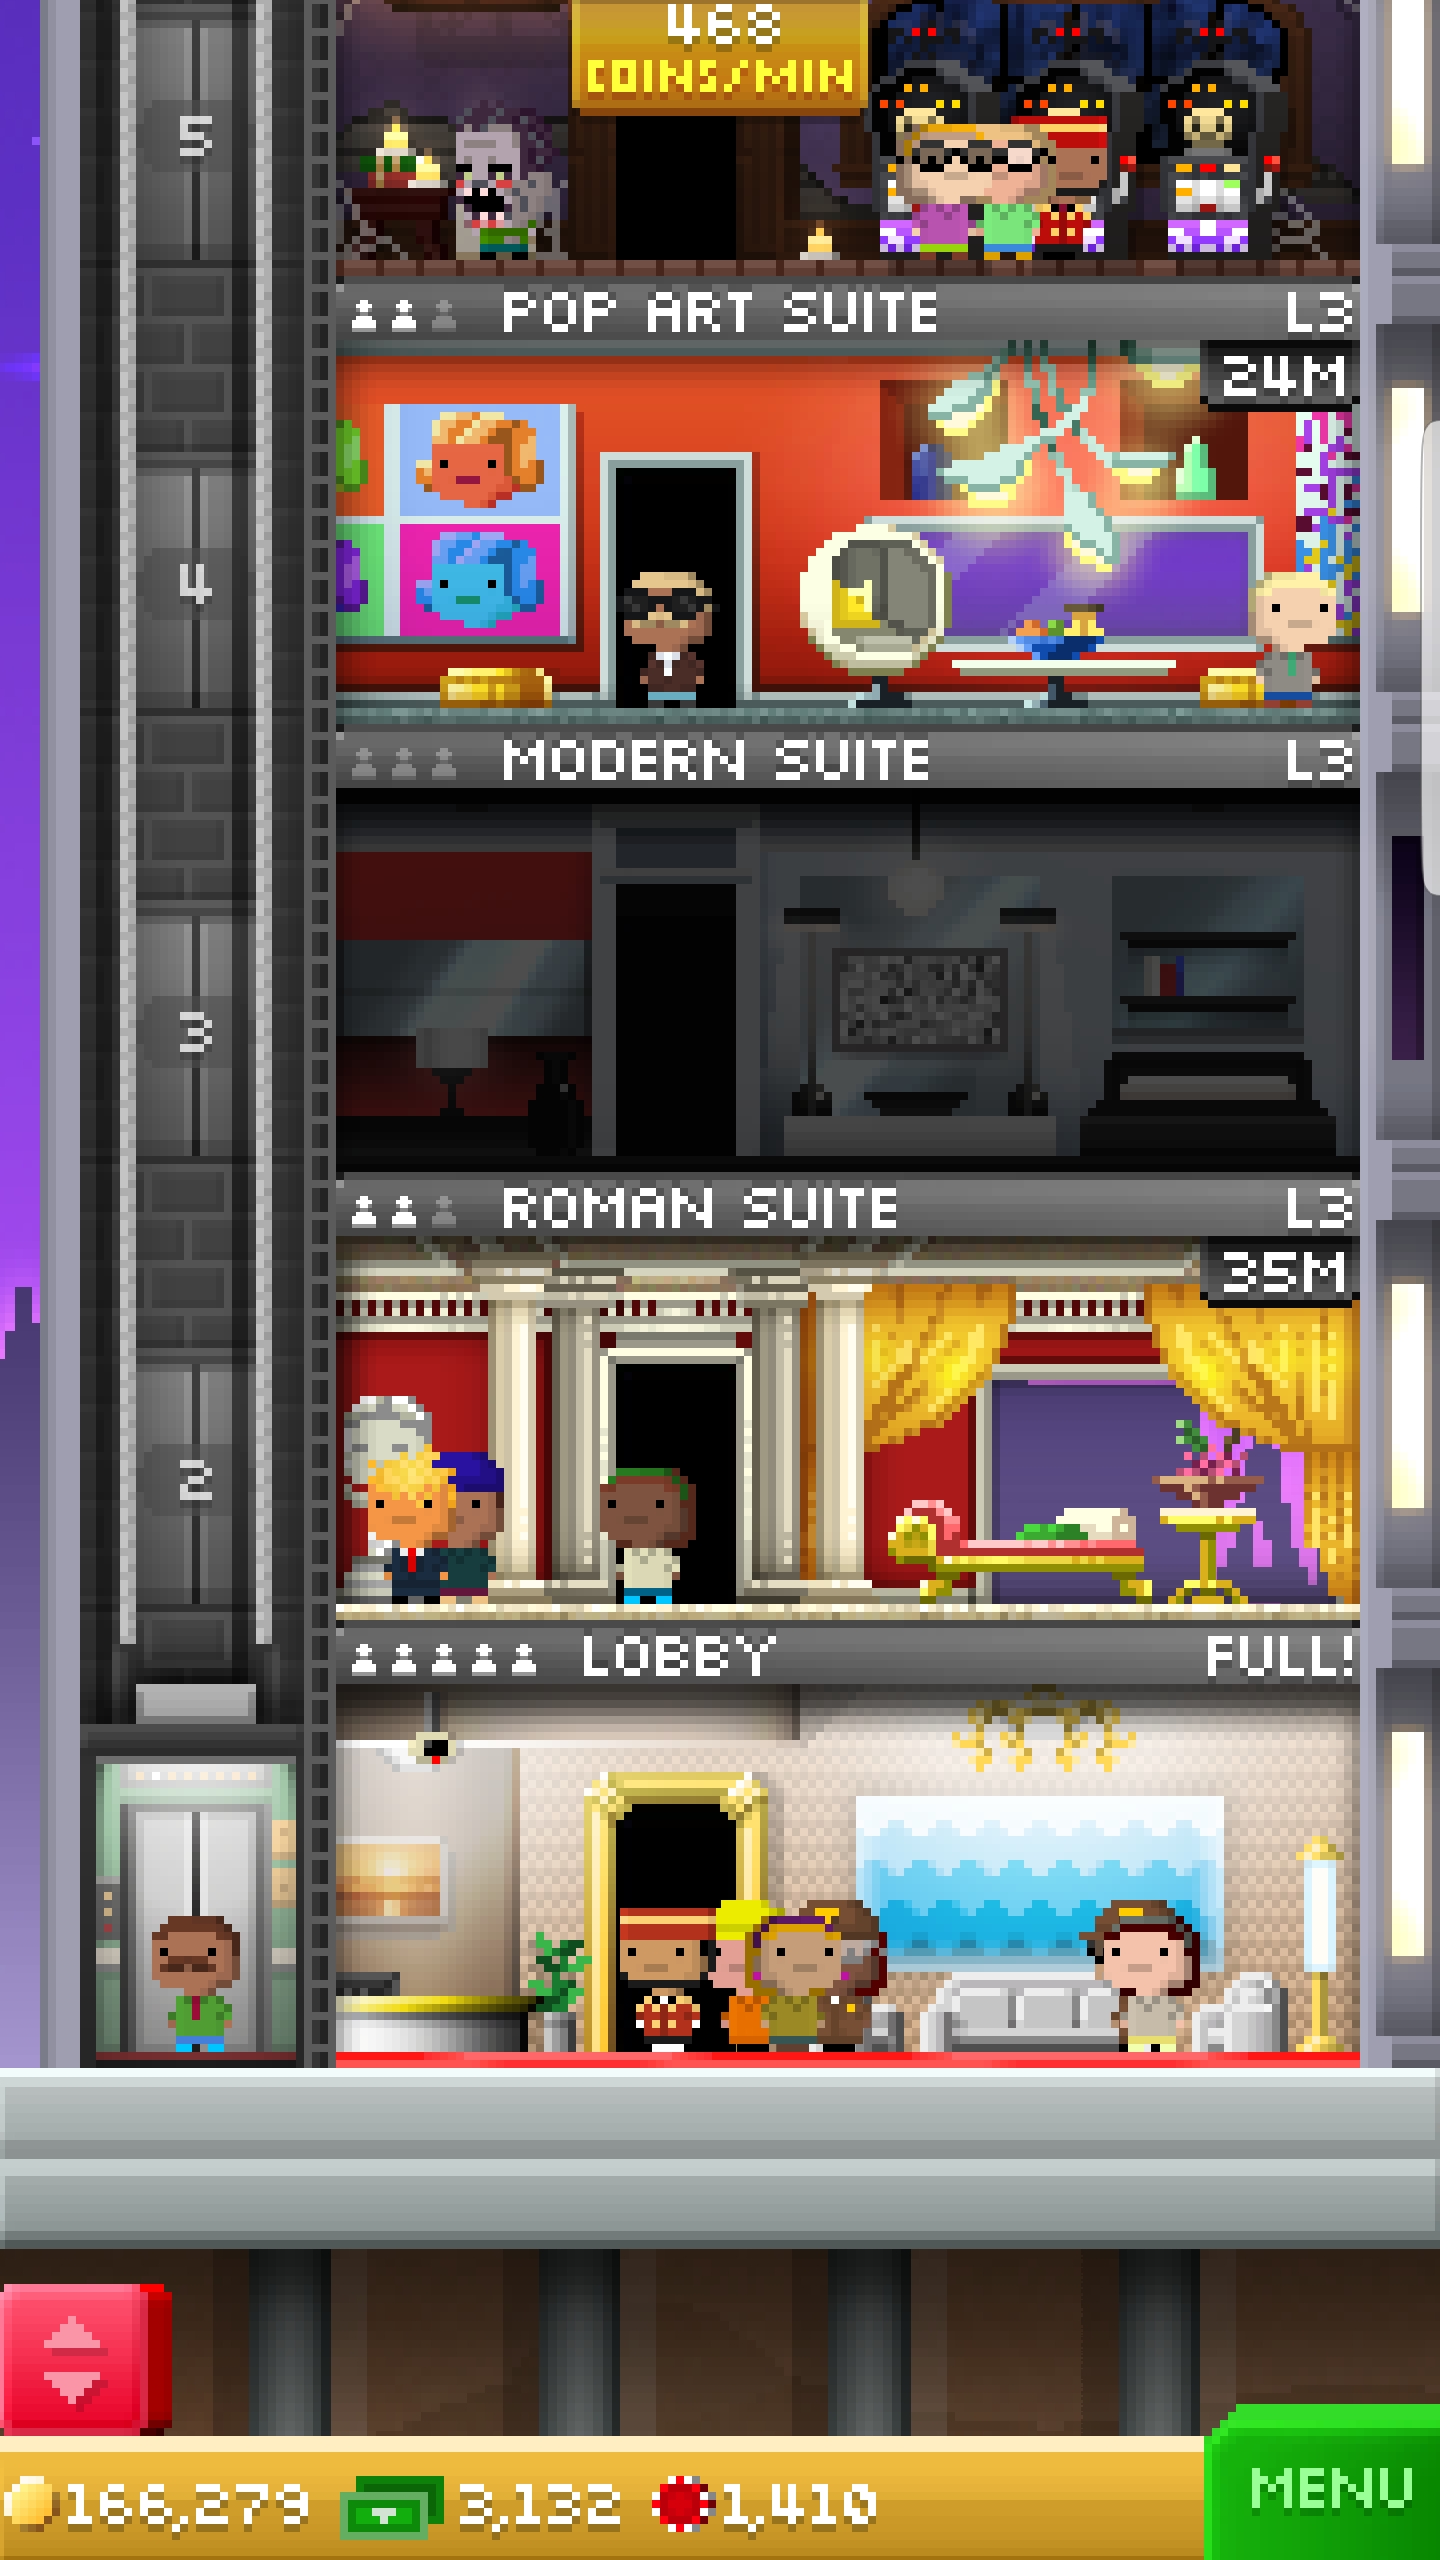 468
COINS/MIN
5
POP ART SUITE L3
24M
4
MODERN SUITE L3
3
ROMAN SUITE L3
35M
2
LOBBY FULL!
166,279 3,132 1,410
MENU